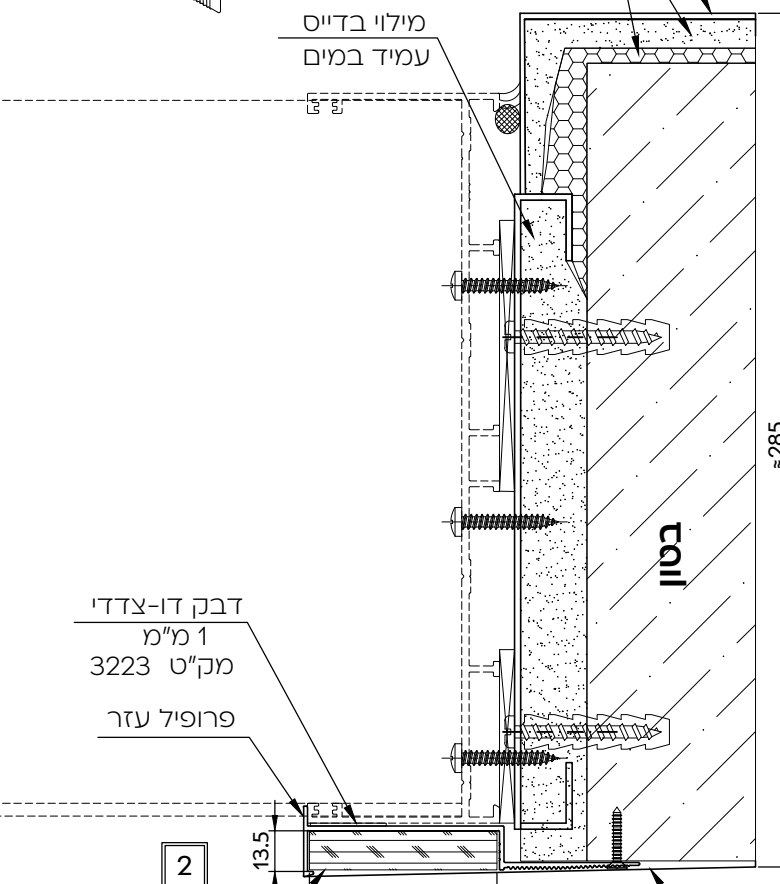 מילוי בדייס
עמיד במים
≈285
בטון
דבק דו-צדדי
1 מ"מ
מק"ט 3223
פרופיל עזר
13.5
2